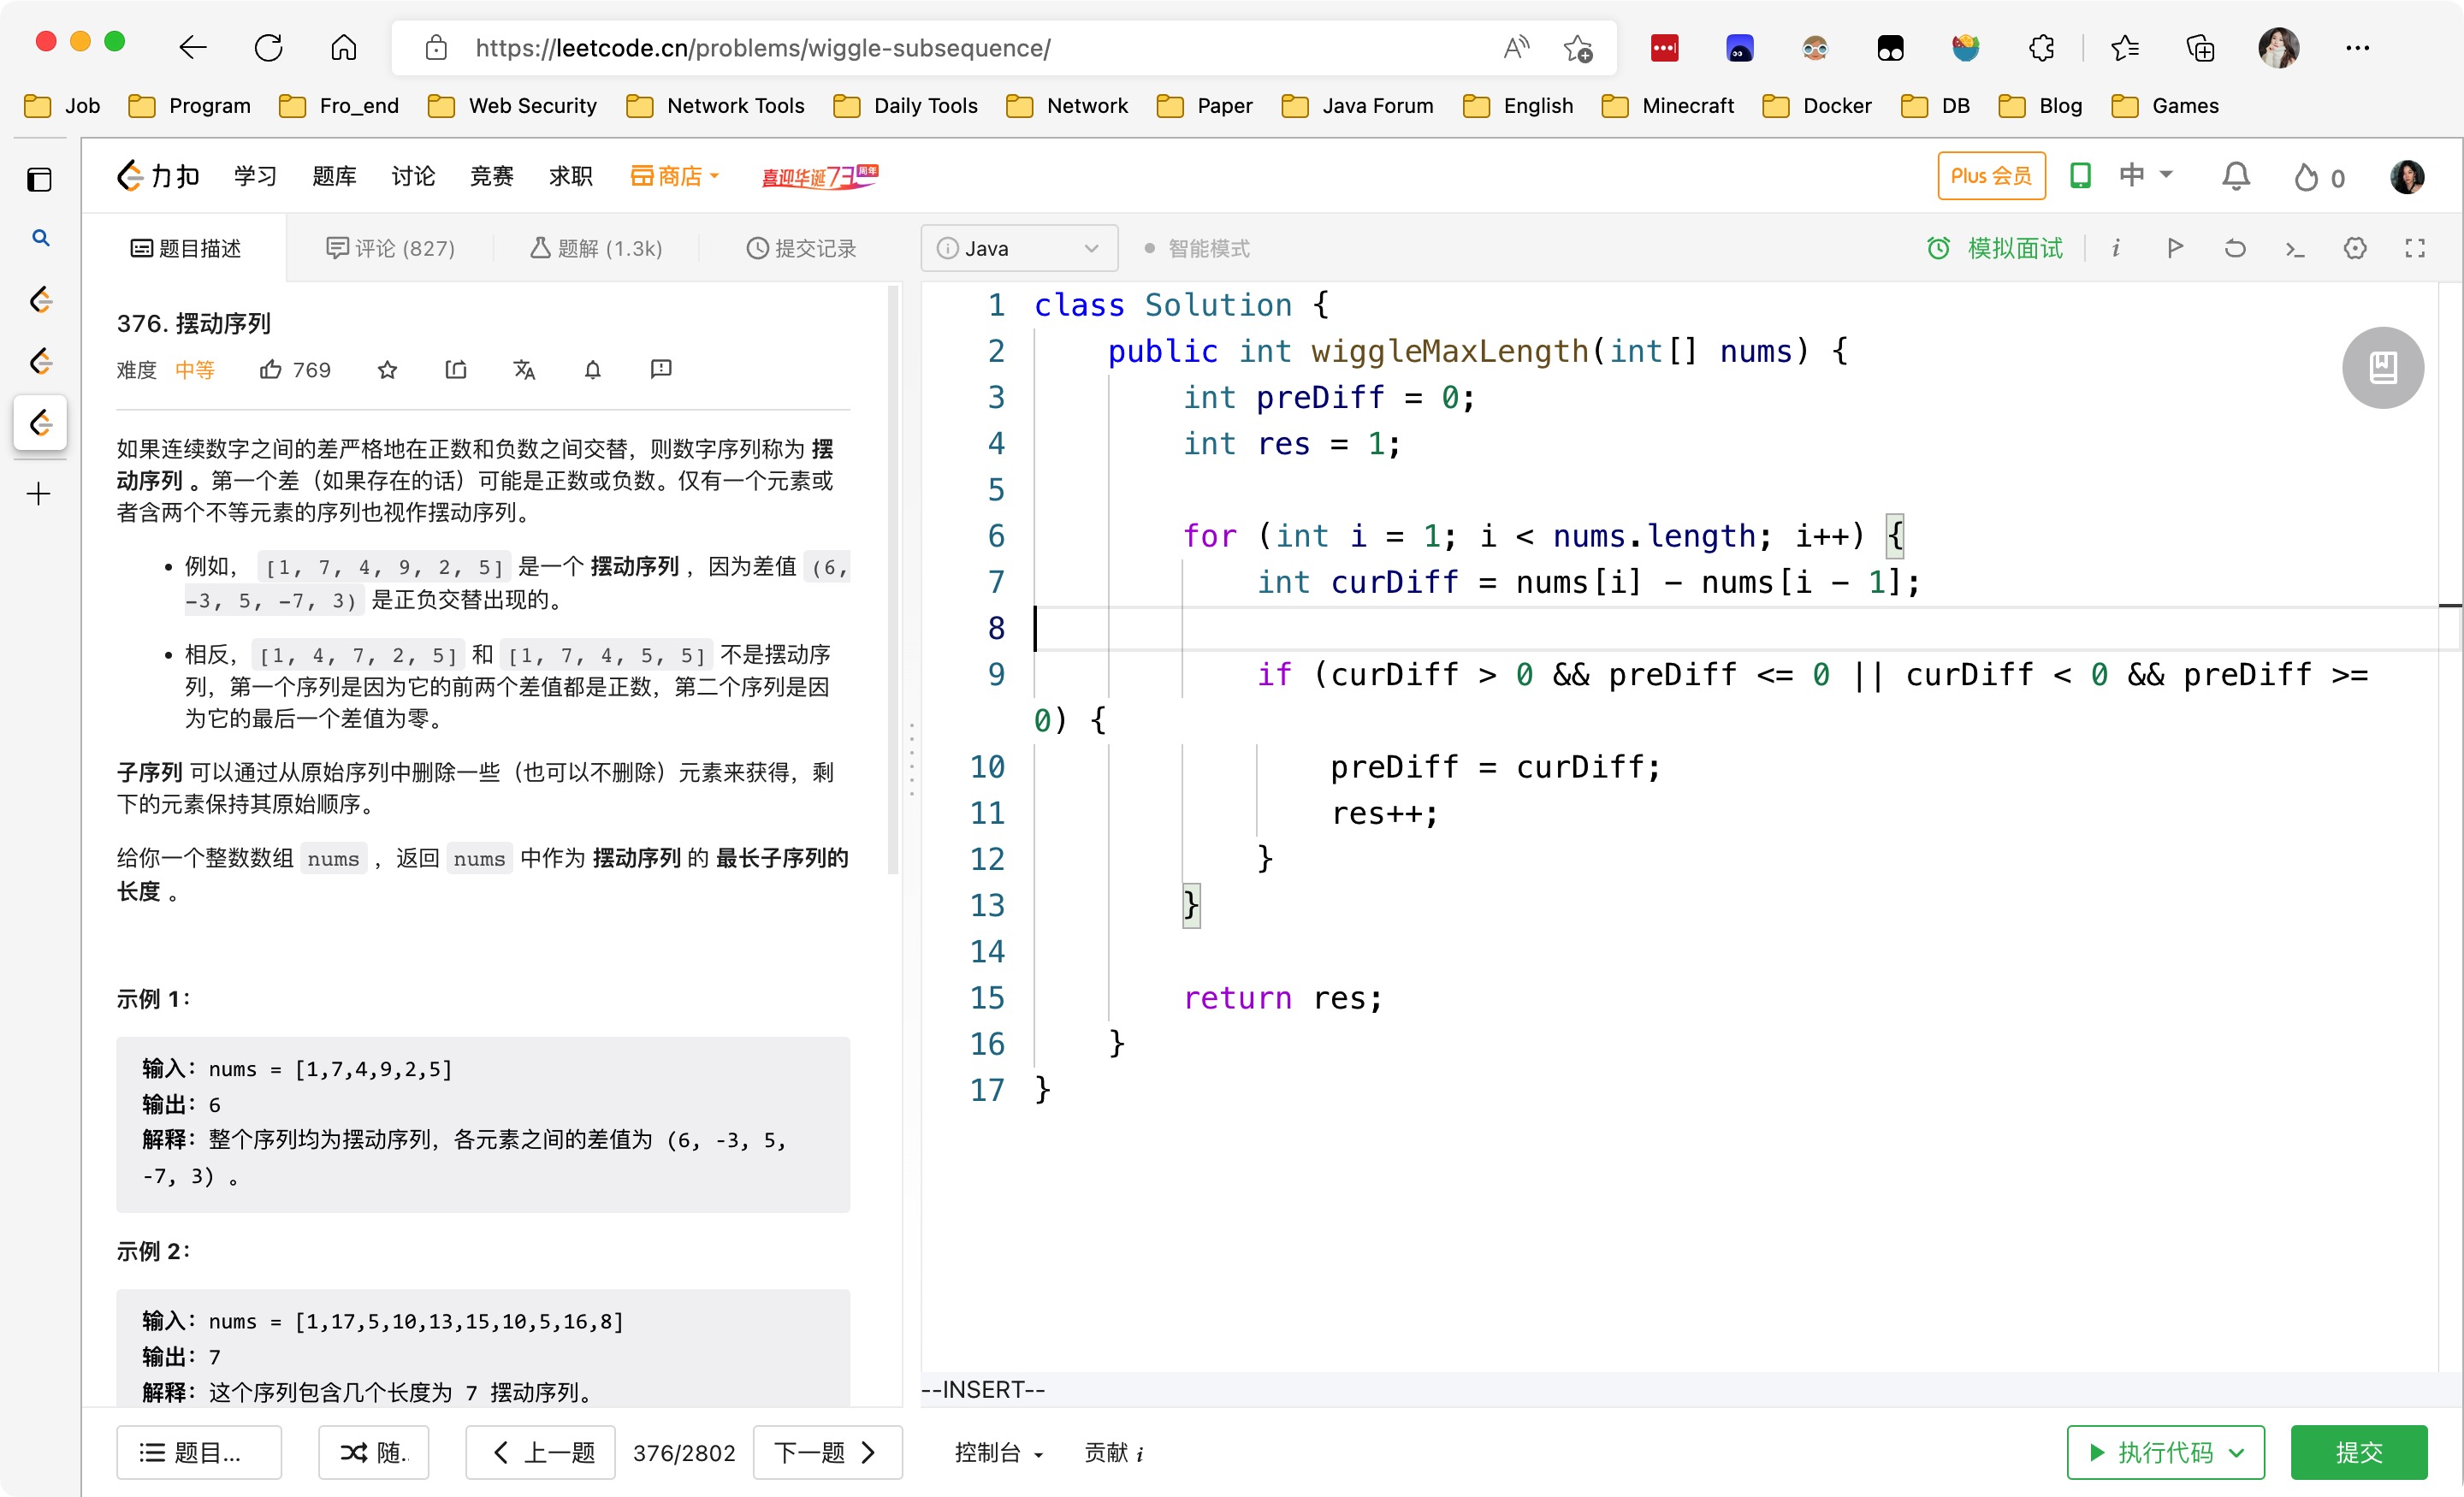 https://leetcode.cn/problems/wiggle-subsequence/
Job Program Fro_end Web Security Network Tools Daily Tools Network Paper Java Forum English Minecraft Docker DB Blog Games
力扣 学习 题库 讨论 竞赛 求职 商店 喜迎华诞73周年 Plus 会员 中 0
题目描述 评论 (827) 题解 (1.3k) 提交记录
376. 摆动序列
难度 中等 769
如果连续数字之间的差严格地在正数和负数之间交替，则数字序列称为 摆
动序列 。第一个差（如果存在的话）可能是正数或负数。仅有一个元素或
者含两个不等元素的序列也视作摆动序列。
• 例如， [1, 7, 4, 9, 2, 5] 是一个 摆动序列 ，因为差值 (6,
-3, 5, -7, 3) 是正负交替出现的。
• 相反， [1, 4, 7, 2, 5] 和 [1, 7, 4, 5, 5] 不是摆动序
列，第一个序列是因为它的前两个差值都是正数，第二个序列是因
为它的最后一个差值为零。
子序列 可以通过从原始序列中删除一些（也可以不删除）元素来获得，剩
下的元素保持其原始顺序。
给你一个整数数组 nums ，返回 nums 中作为 摆动序列 的 最长子序列的
长度 。
示例 1：
输入：nums = [1,7,4,9,2,5]
输出：6
解释：整个序列均为摆动序列，各元素之间的差值为 (6, -3, 5,
-7, 3) 。
示例 2：
输入：nums = [1,17,5,10,13,15,10,5,16,8]
输出：7
解释：这个序列包含几个长度为 7 摆动序列。
题目... 随.. 上一题 376/2802 下一题
Java 智能模式 模拟面试
1 class Solution {
2 public int wiggleMaxLength(int[] nums) {
3 int preDiff = 0;
4 int res = 1;
5
6 for (int i = 1; i < nums.length; i++) {
7 int curDiff = nums[i] - nums[i - 1];
8
9 if (curDiff > 0 && preDiff <= 0 || curDiff < 0 && preDiff >=
0) {
10 preDiff = curDiff;
11 res++;
12 }
13 }
14
15 return res;
16 }
17 }
--INSERT--
控制台 贡献 i 执行代码 提交